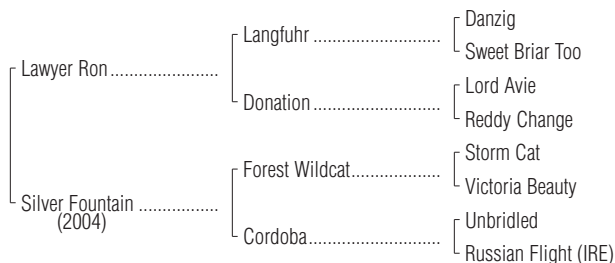 Danzig
Langfuhr ........................................
Sweet Briar Too
Lawyer Ron ..................................
Lord Avie
Donation ........................................
Reddy Change
Storm Cat
Forest Wildcat............................
Victoria Beauty
Silver Fountain .........................
(2004)
Unbridled
Cordoba.........................................
Russian Flight (IRE)